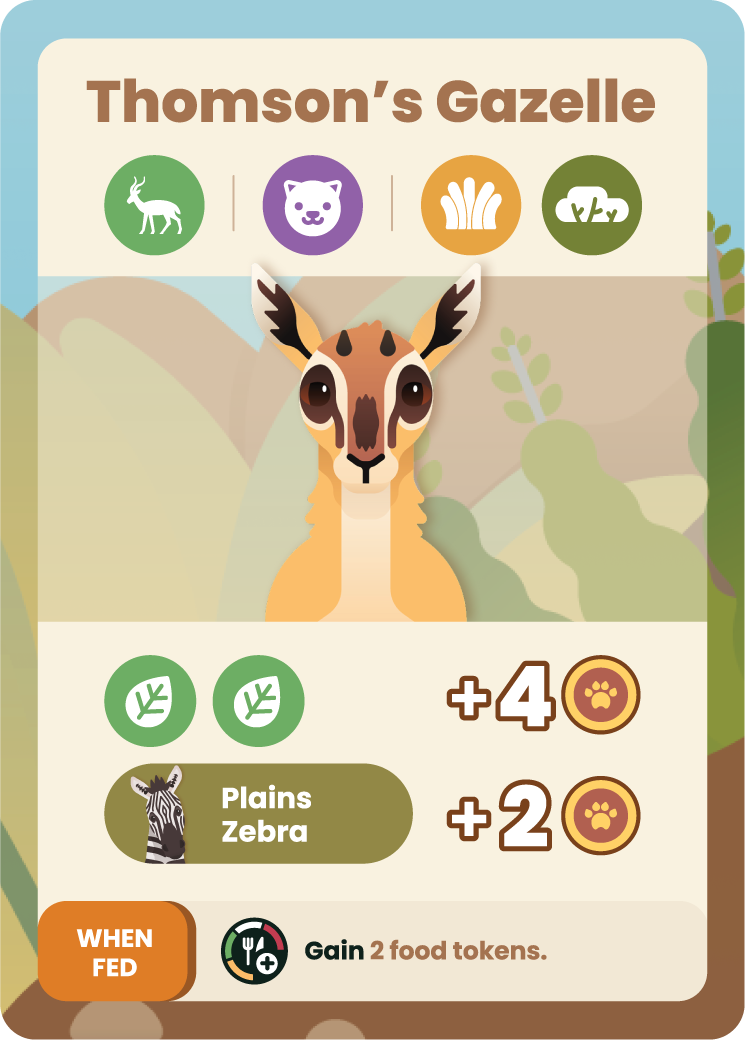 Thomson’s Gazelle
+4
Plains
Zebra
+2
WHEN
FED
Gain 2 food tokens.